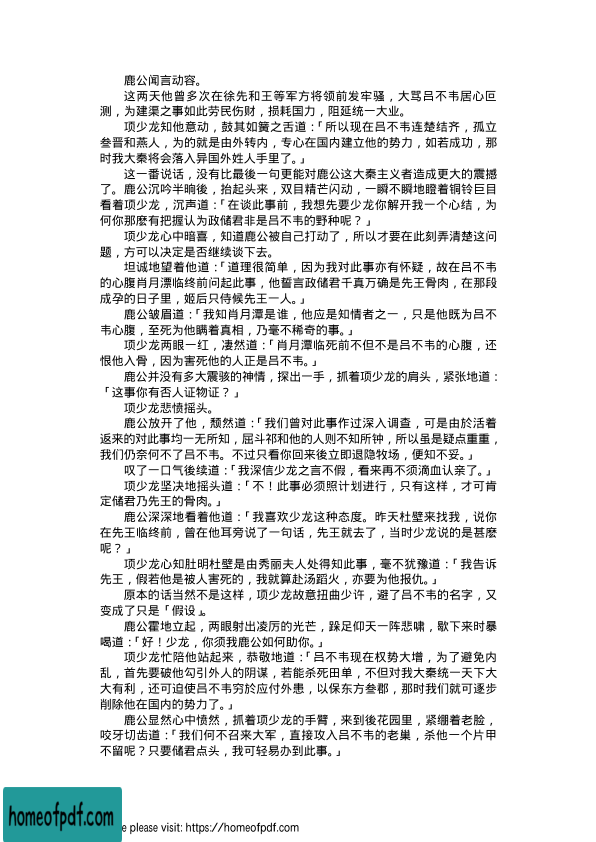 鹿公闻言动容。
这两天他曾多次在徐先和王等军方将领前发牢骚，大骂吕不韦居心叵
测，为建渠之事如此劳民伤财，损耗国力，阻延统一大业。
项少龙知他意动，鼓其如簧之舌道：「所以现在吕不韦连楚结齐，孤立
叁晋和燕人，为的就是由外转内，专心在国内建立他的势力，如若成功，那
时我大秦将会落入异国外姓人手里了。」
这一番说话，没有比最後一句更能对鹿公这大秦主义者造成更大的震撼
了。鹿公沉吟半晌後，抬起头来，双目精芒闪动，一瞬不瞬地瞪着铜铃巨目
看着项少龙，沉声道：「在谈此事前，我想先要少龙你解开我一个心结，为
何你那麽有把握认为政储君非是吕不韦的野种呢？」
项少龙心中暗喜，知道鹿公被自己打动了，所以才要在此刻弄清楚这问
题，方可以决定是否继续谈下去。
坦诚地望着他道：「道理很简单，因为我对此事亦有怀疑，故在吕不韦
的心腹肖月潭临终前问起此事，他誓言政储君千真万确是先王骨肉，在那段
成孕的日子里，姬后只侍候先王一人。」
鹿公皱眉道：「我知肖月潭是谁，他应是知情者之一，只是他既为吕不
韦心腹，至死为他瞒着真相，乃毫不稀奇的事。」
项少龙两眼一红，凄然道：「肖月潭临死前不但不是吕不韦的心腹，还
恨他入骨，因为害死他的人正是吕不韦。」
鹿公并没有多大震骇的神情，探出一手，抓着项少龙的肩头，紧张地道：
「这事你有否人证物证？」
项少龙悲愤摇头。
鹿公放开了他，颓然道：「我们曾对此事作过深入调查，可是由於活着
返来的对此事均一无所知，屈斗祁和他的人则不知所钟，所以虽是疑点重重，
我们仍奈何不了吕不韦。不过只看你回来後立即退隐牧场，便知不妥。」
叹了一口气後续道：「我深信少龙之言不假，看来再不须滴血认亲了。」
项少龙坚决地摇头道：「不！此事必须照计划进行，只有这样，才可肯
定储君乃先王的骨肉。」
鹿公深深地看着他道：「我喜欢少龙这种态度。昨天杜壁来找我，说你
在先王临终前，曾在他耳旁说了一句话，先王就去了，当时少龙说的是甚麽
呢？」
项少龙心知肚明杜壁是由秀丽夫人处得知此事，毫不犹豫道：「我告诉
先王，假若他是被人害死的，我就算赴汤蹈火，亦要为他报仇。」
原本的话当然不是这样，项少龙故意扭曲少许，避了吕不韦的名字，又
变成了只是「假设」。
鹿公霍地立起，两眼射出凌厉的光芒，跺足仰天一阵悲啸，歇下来时暴
喝道：「好！少龙，你须我鹿公如何助你。」
项少龙忙陪他站起来，恭敬地道：「吕不韦现在权势大增，为了避免内
乱，首先要破他勾引外人的阴谋，若能杀死田单，不但对我大秦统一天下大
大有利，还可迫使吕不韦穷於应付外患，以保东方叁郡，那时我们就可逐步
削除他在国内的势力了。」
鹿公显然心中愤然，抓着项少龙的手臂，来到後花园里，紧绷着老脸，
咬牙切齿道：「我们何不召来大军，直接攻入吕不韦的老巢，杀他一个片甲
不留呢？只要储君点头，我可轻易办到此事。」
homeofpdf.com
e please visit: https://homeofpdf.com